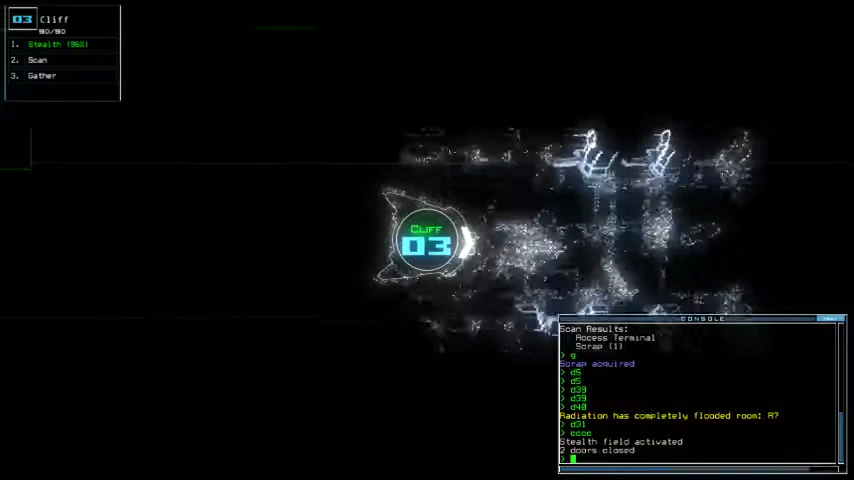 03 Cliff
90/90
1. Stealth (96%)
2. Scan
3. Gather
CLIFF
03
CONSOLE
Scan Results:
Access Terminal
Scrap (1)
> g
Scrap acquired
> d5
> d5
> d39
> d39
> d40
Radiation has completely flooded room: R?
> d31
> cccc
Stealth field activated
2 doors closed
>